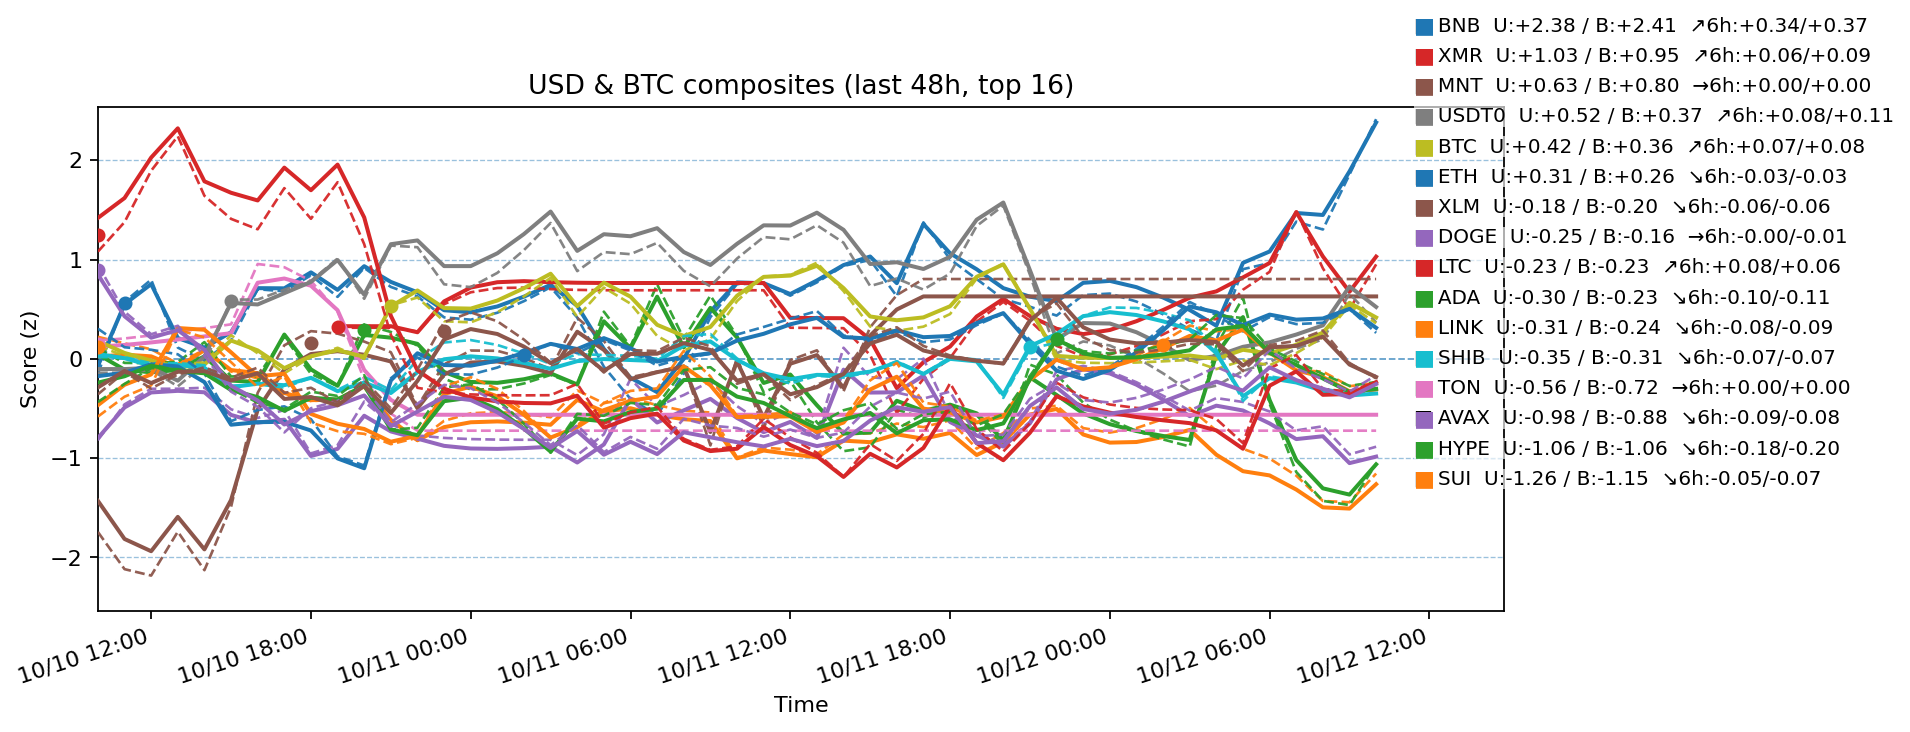 BNB U:+2.38 / B:+2.41 ↗6h:+0.34/+0.37
XMR U:+1.03 / B:+0.95 ↗6h:+0.06/+0.09
USD & BTC composites (last 48h, top 16)
MNT U:+0.63 / B:+0.80 →6h:+0.00/+0.00
USDT0 U:+0.52 / B:+0.37 ↗6h:+0.08/+0.11
BTC U:+0.42 / B:+0.36 ↗6h:+0.07/+0.08
ETH U:+0.31 / B:+0.26 ↘6h:-0.03/-0.03
XLM U:-0.18 / B:-0.20 ↘6h:-0.06/-0.06
DOGE U:-0.25 / B:-0.16 →6h:-0.00/-0.01
LTC U:-0.23 / B:-0.23 ↗6h:+0.08/+0.06
ADA U:-0.30 / B:-0.23 ↘6h:-0.10/-0.11
LINK U:-0.31 / B:-0.24 ↘6h:-0.08/-0.09
SHIB U:-0.35 / B:-0.31 ↘6h:-0.07/-0.07
TON U:-0.56 / B:-0.72 →6h:+0.00/+0.00
AVAX U:-0.98 / B:-0.88 ↘6h:-0.09/-0.08
HYPE U:-1.06 / B:-1.06 ↘6h:-0.18/-0.20
SUI U:-1.26 / B:-1.15 ↘6h:-0.05/-0.07
Score (z)
2
1
0
−1
−2
10/10 12:00
10/10 18:00
10/11 00:00
10/11 06:00
10/11 12:00
10/11 18:00
10/12 00:00
10/12 06:00
10/12 12:00
Time